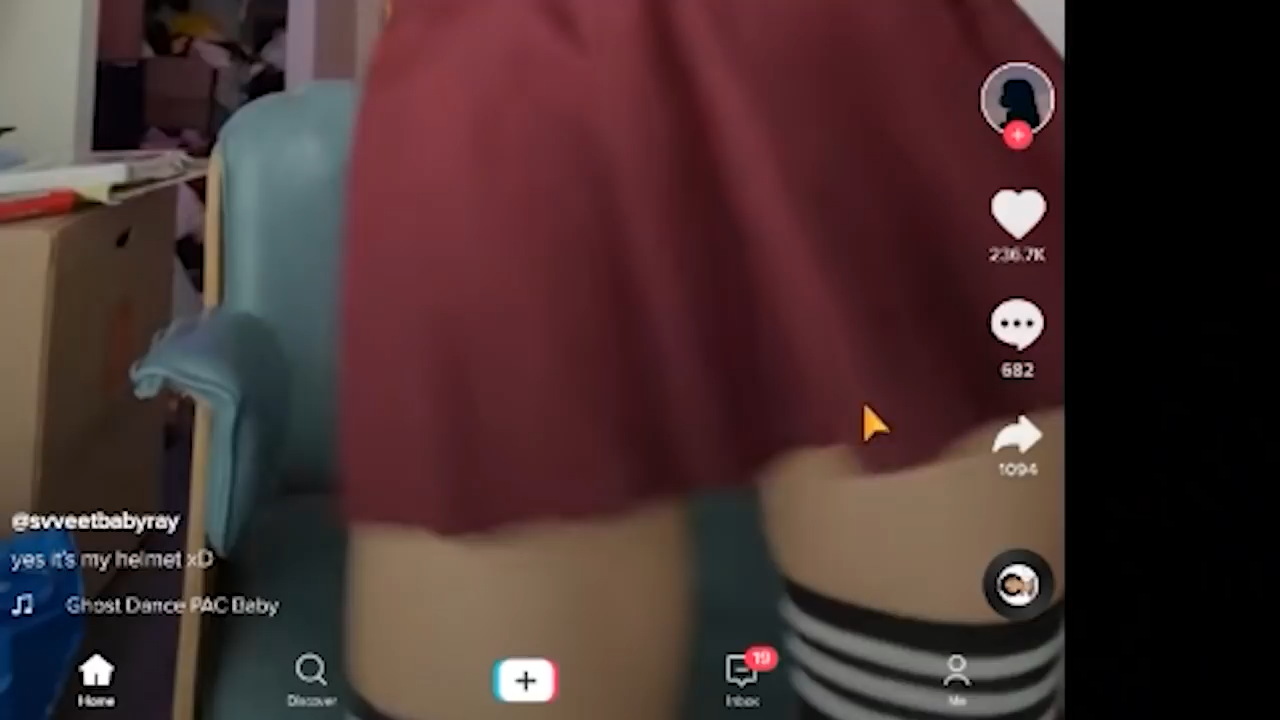 236.7K
682
1094
@svveetbabyray
yes it's my helmet xD
Ghost Dance PAC Baby
19
Home
Discover
Inbox
Me